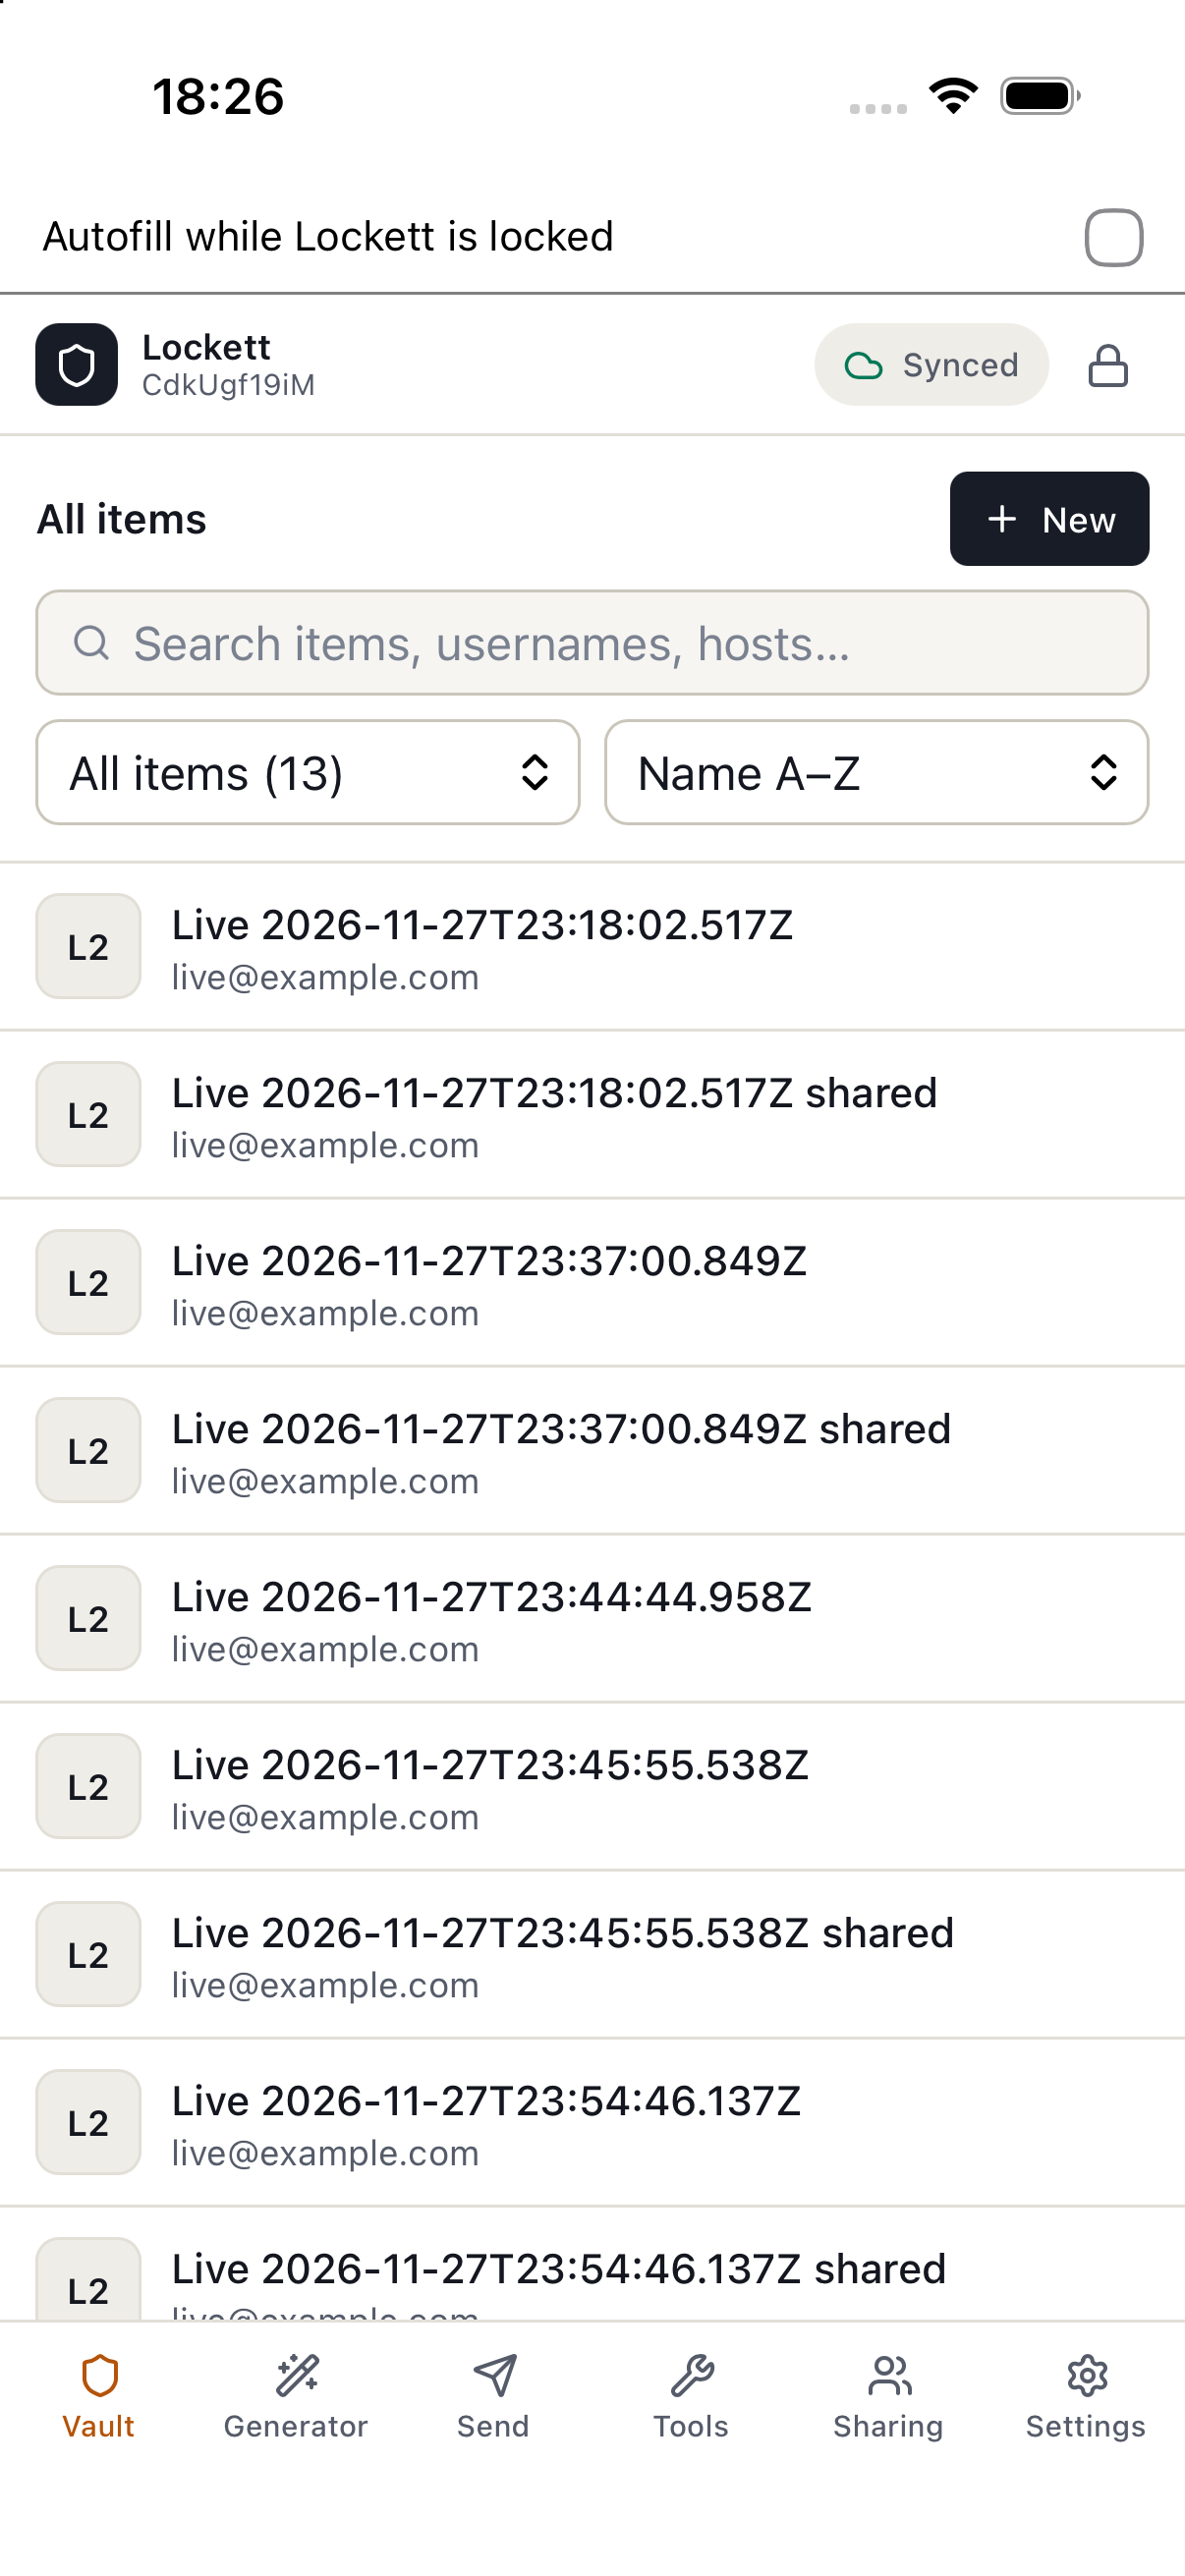 18:26
Autofill while Lockett is locked
Lockett
CdkUgf19iM
Synced
All items
+ New
Search items, usernames, hosts...
All items (13)
Name A–Z
L2
Live 2026-11-27T23:18:02.517Z
live@example.com
L2
Live 2026-11-27T23:18:02.517Z shared
live@example.com
L2
Live 2026-11-27T23:37:00.849Z
live@example.com
L2
Live 2026-11-27T23:37:00.849Z shared
live@example.com
L2
Live 2026-11-27T23:44:44.958Z
live@example.com
L2
Live 2026-11-27T23:45:55.538Z
live@example.com
L2
Live 2026-11-27T23:45:55.538Z shared
live@example.com
L2
Live 2026-11-27T23:54:46.137Z
live@example.com
L2
Live 2026-11-27T23:54:46.137Z shared
Vault
Generator
Send
Tools
Sharing
Settings